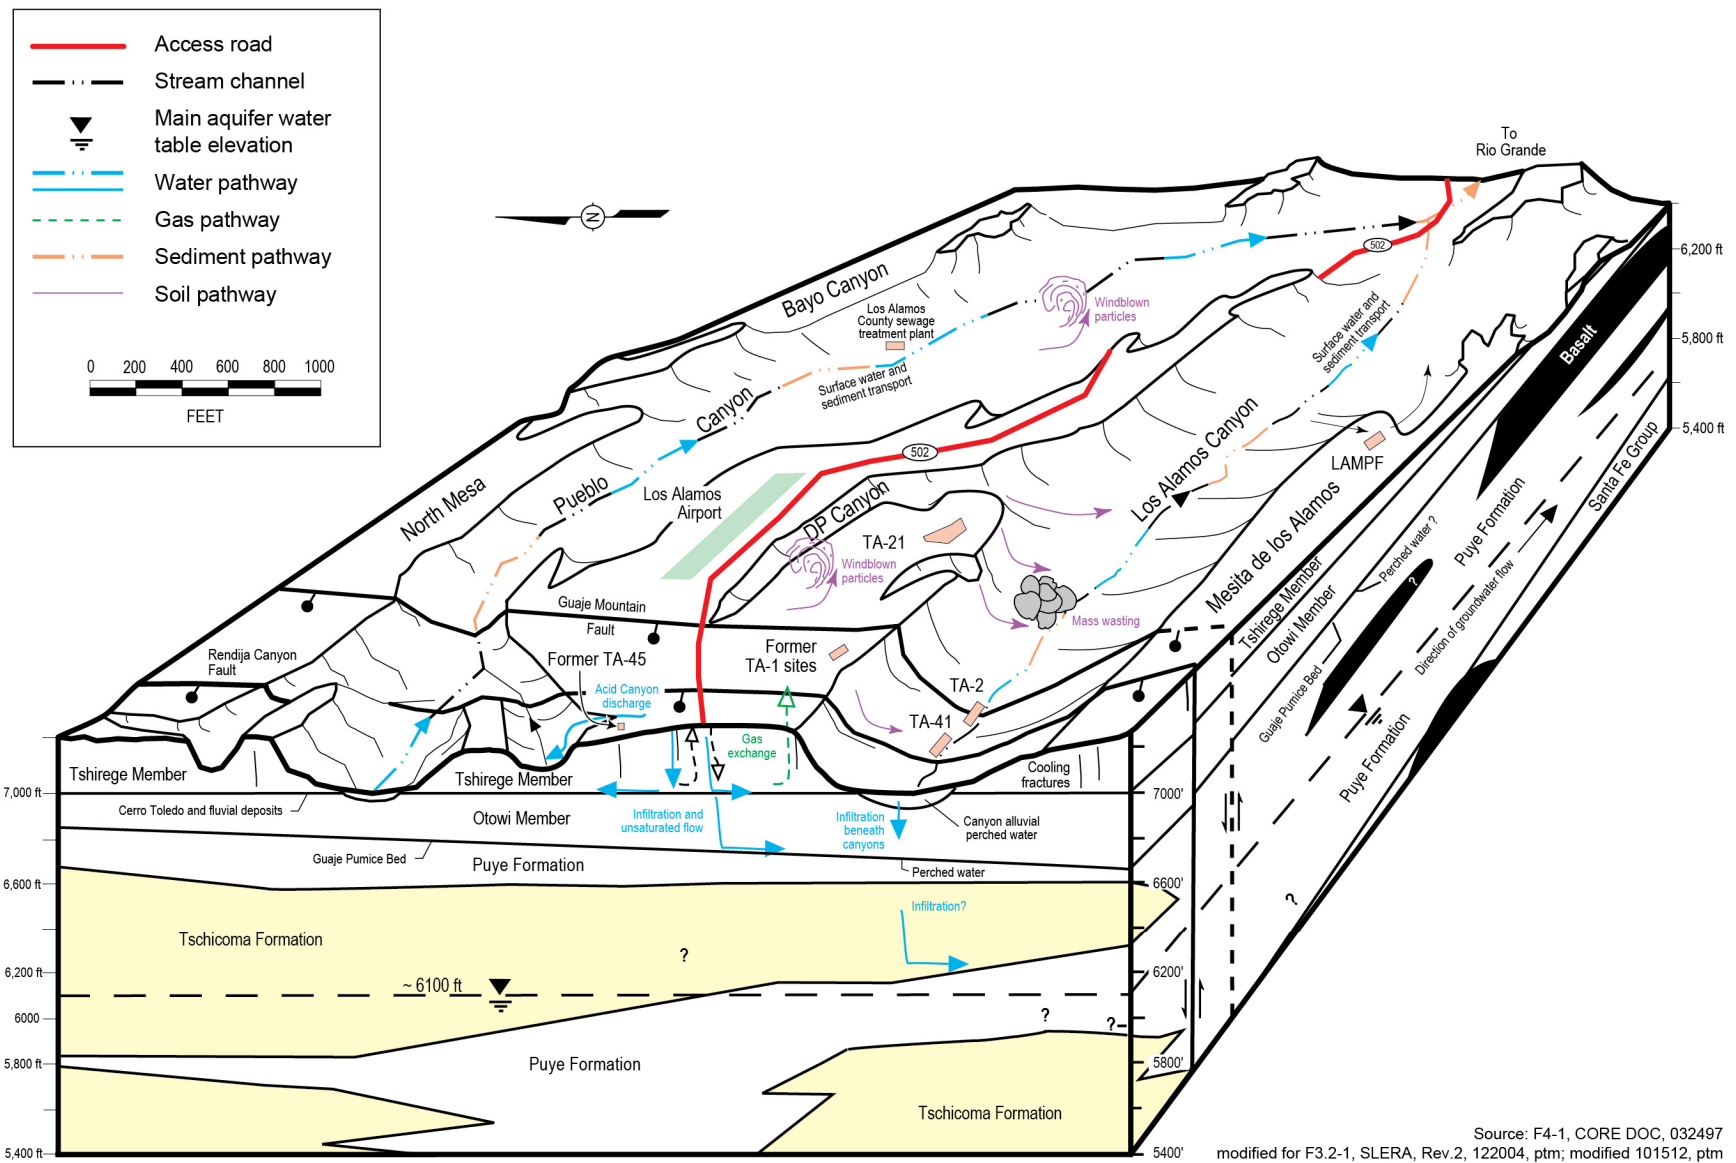 Access road
Stream channel
Main aquifer water
table elevation
Water pathway
Gas pathway
Sediment pathway
Soil pathway
0 200 400 600 800 1000
FEET
N
To
Rio Grande
502
6,200 ft
5,800 ft
5,400 ft
Bayo Canyon
Los Alamos
County sewage
treatment plant
Windblown
particles
Surface water and
sediment transport
Surface water and
sediment transport
Basalt
Canyon
Pueblo
North Mesa
Los Alamos
Airport
502
DP Canyon
TA-21
Windblown
particles
Los Alamos Canyon
LAMPF
Mesita de los Alamos
Mass wasting
Santa Fe Group
Puye Formation
Perched water ?
?
Direction of groundwater flow
Tshirege Member
Otowi Member
Guaje Pumice Bed
Puye Formation
?
Guaje Mountain
Fault
Rendija Canyon
Fault
Former TA-45
Former
TA-1 sites
Acid Canyon
discharge
TA-2
TA-41
Gas
exchange
Tshirege Member
Tshirege Member
Cooling
fractures
7,000 ft
7000'
Cerro Toledo and fluvial deposits
Otowi Member
Infiltration and
unsaturated flow
Infiltration
beneath
canyons
Canyon alluvial
perched water
Guaje Pumice Bed
Puye Formation
Perched water
6,600 ft
6600'
Infiltration?
Tschicoma Formation
?
6,200 ft
6200'
~ 6100 ft
6000
?
?
5,800 ft
5800'
Puye Formation
Tschicoma Formation
5,400 ft
5400'
Source: F4-1, CORE DOC, 032497
modified for F3.2-1, SLERA, Rev.2, 122004, ptm; modified 101512, ptm